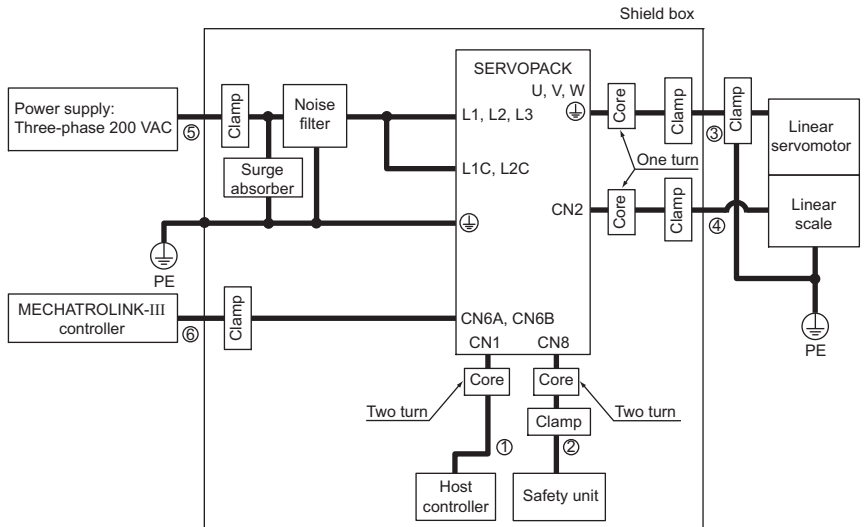 Shield box
SERVOPACK
U, V, W
Power supply:
Three-phase 200 VAC
⑤
Clamp
Noise
filter
L1, L2, L3
Core
Clamp
③
Clamp
Linear
servomotor
One turn
Surge
absorber
L1C, L2C
CN2
Core
Clamp
④
Linear
scale
PE
MECHATROLINK-III
controller
⑥
Clamp
CN6A, CN6B
PE
CN1
CN8
Core
Core
Two turn
Two turn
Clamp
①
②
Host
controller
Safety unit